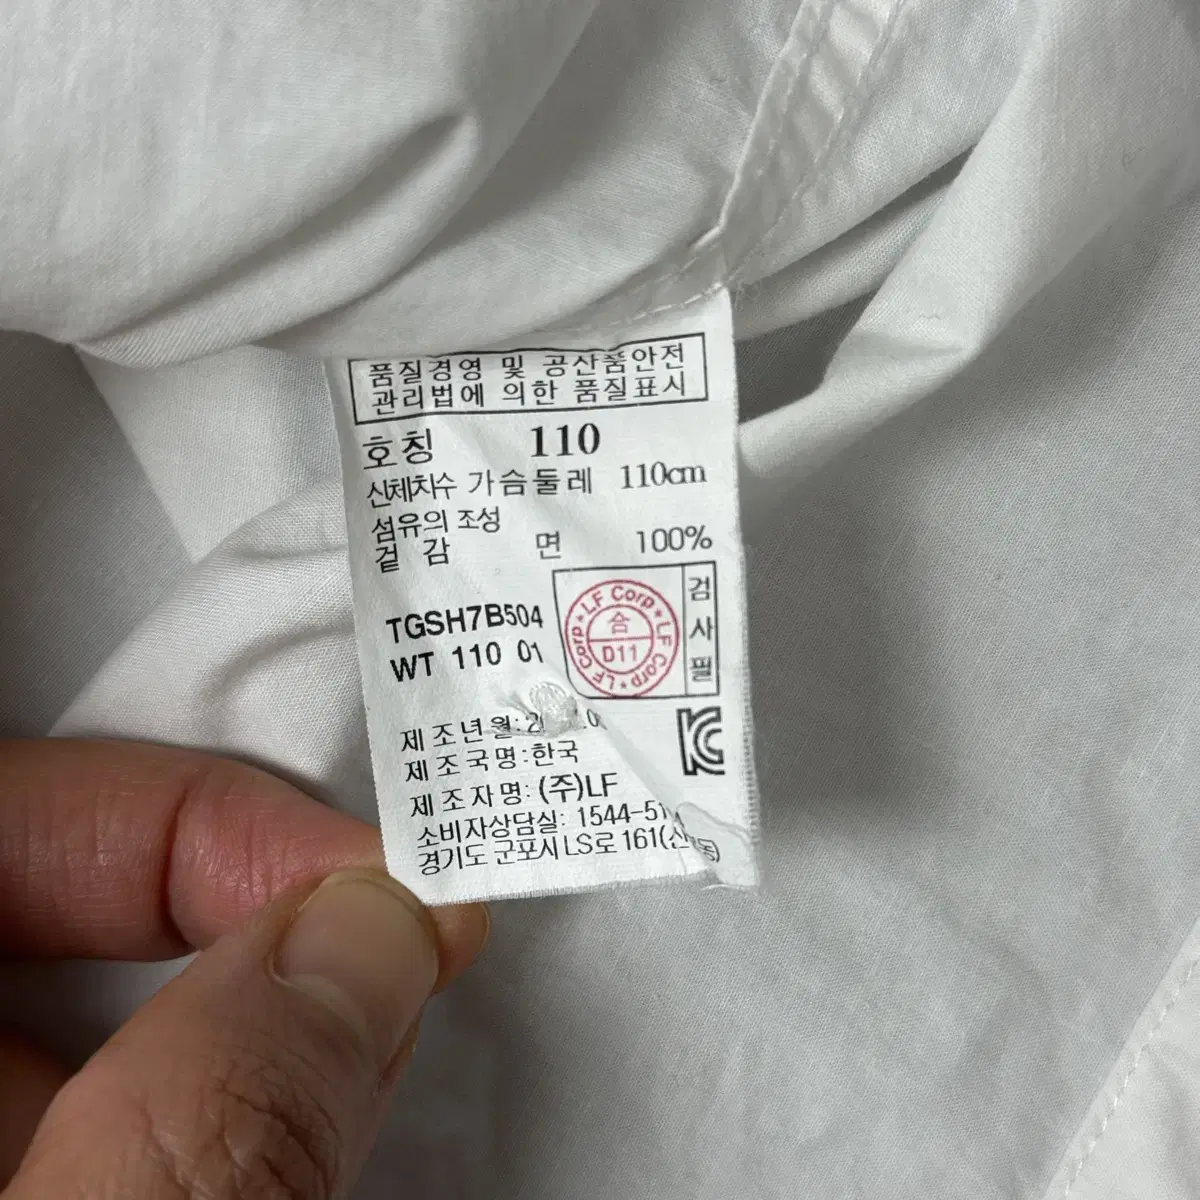 품질경영 및 공산품안전
관리법에 의한 품질표시
호칭 110
신체치수 가슴둘레 110cm
섬유의 조성
겉감 면 100%
TGSH7B504
WT 110 01
LF Corp★LF Corp★LF Corp★
合
D11
검사필
제조년월:
제조국명:한국
제조자명: (주)LF
소비자상담실:
경기도 군포시 LS로